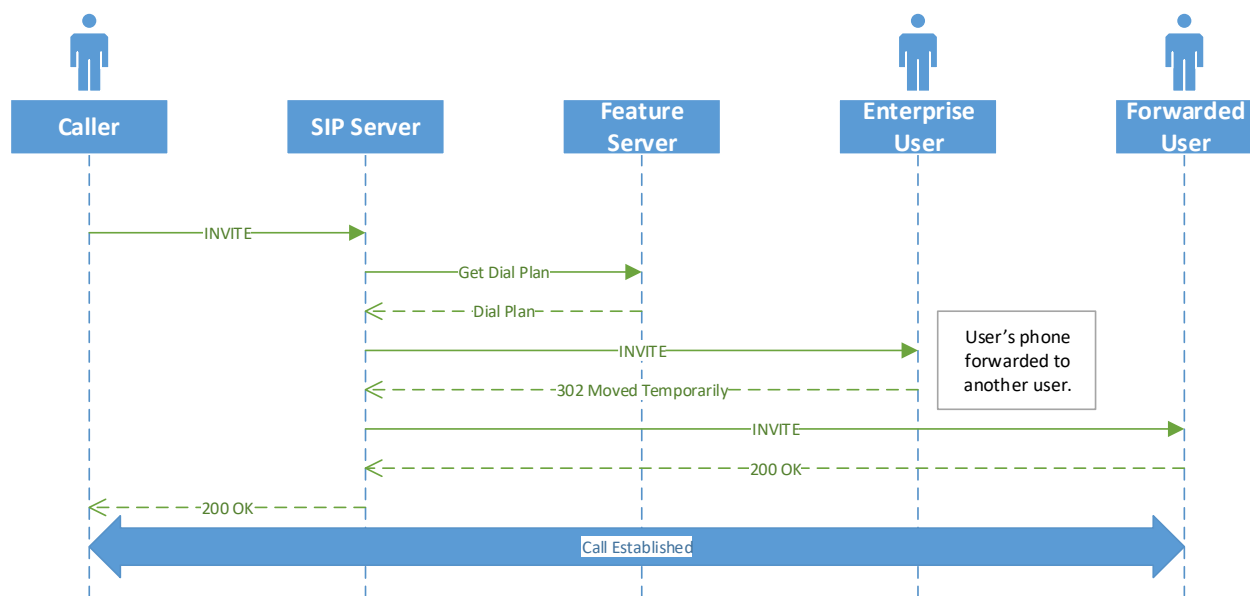 Caller
SIP Server
Feature
Server
Enterprise
User
Forwarded
User
INVITE
Get Dial Plan
Dial Plan
INVITE
User's phone
forwarded to
another user.
302 Moved Temporarily
INVITE
200 OK
200 OK
Call Established